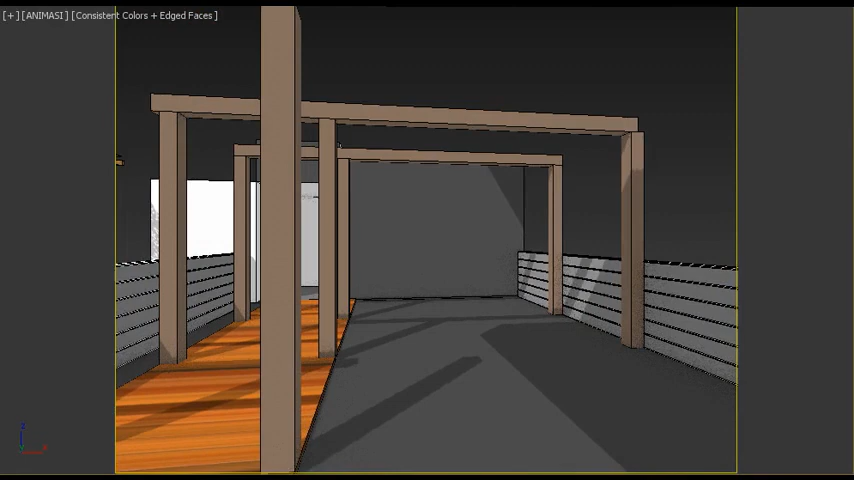 [+] [ANIMASI] [Consistent Colors + Edged Faces ]